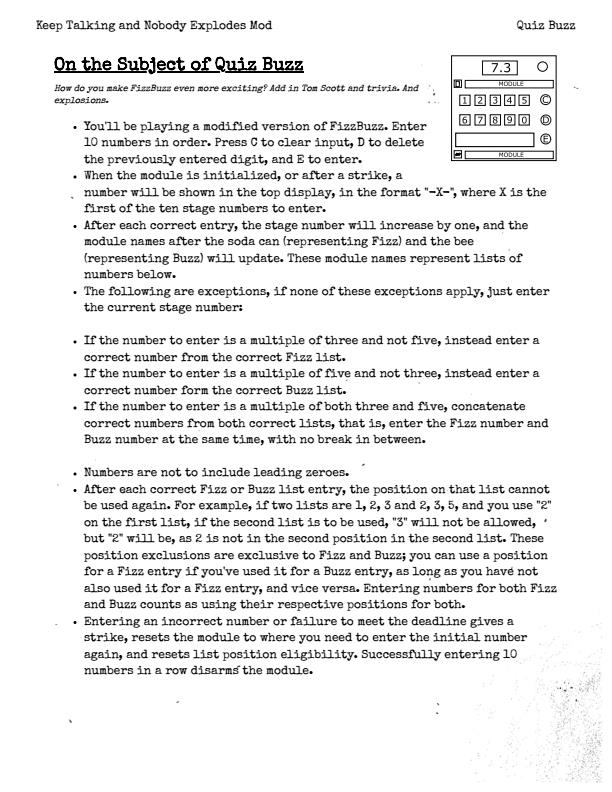 Keep Talking and Nobody Explodes Mod
Quiz Buzz
On the Subject of Quiz Buzz
How do you make FizzBuzz even more exciting? Add in Tom Scott and trivia. And
explosions.
7.3
MODULE
1 2 3 4 5 C
6 7 8 9 0 D
E
MODULE
• You'll be playing a modified version of FizzBuzz. Enter
10 numbers in order. Press C to clear input, D to delete
the previously entered digit, and E to enter.
• When the module is initialized, or after a strike, a
number will be shown in the top display, in the format "-X-", where X is the
first of the ten stage numbers to enter.
• After each correct entry, the stage number will increase by one, and the
module names after the soda can (representing Fizz) and the bee
(representing Buzz) will update. These module names represent lists of
numbers below.
• The following are exceptions, if none of these exceptions apply, just enter
the current stage number:
• If the number to enter is a multiple of three and not five, instead enter a
correct number from the correct Fizz list.
• If the number to enter is a multiple of five and not three, instead enter a
correct number form the correct Buzz list.
• If the number to enter is a multiple of both three and five, concatenate
correct numbers from both correct lists, that is, enter the Fizz number and
Buzz number at the same time, with no break in between.
• Numbers are not to include leading zeroes.
• After each correct Fizz or Buzz list entry, the position on that list cannot
be used again. For example, if two lists are 1, 2, 3 and 2, 3, 5, and you use "2"
on the first list, if the second list is to be used, "3" will not be allowed,
but "2" will be, as 2 is not in the second position in the second list. These
position exclusions are exclusive to Fizz and Buzz; you can use a position
for a Fizz entry if you've used it for a Buzz entry, as long as you have not
also used it for a Fizz entry, and vice versa. Entering numbers for both Fizz
and Buzz counts as using their respective positions for both.
• Entering an incorrect number or failure to meet the deadline gives a
strike, resets the module to where you need to enter the initial number
again, and resets list position eligibility. Successfully entering 10
numbers in a row disarms the module.